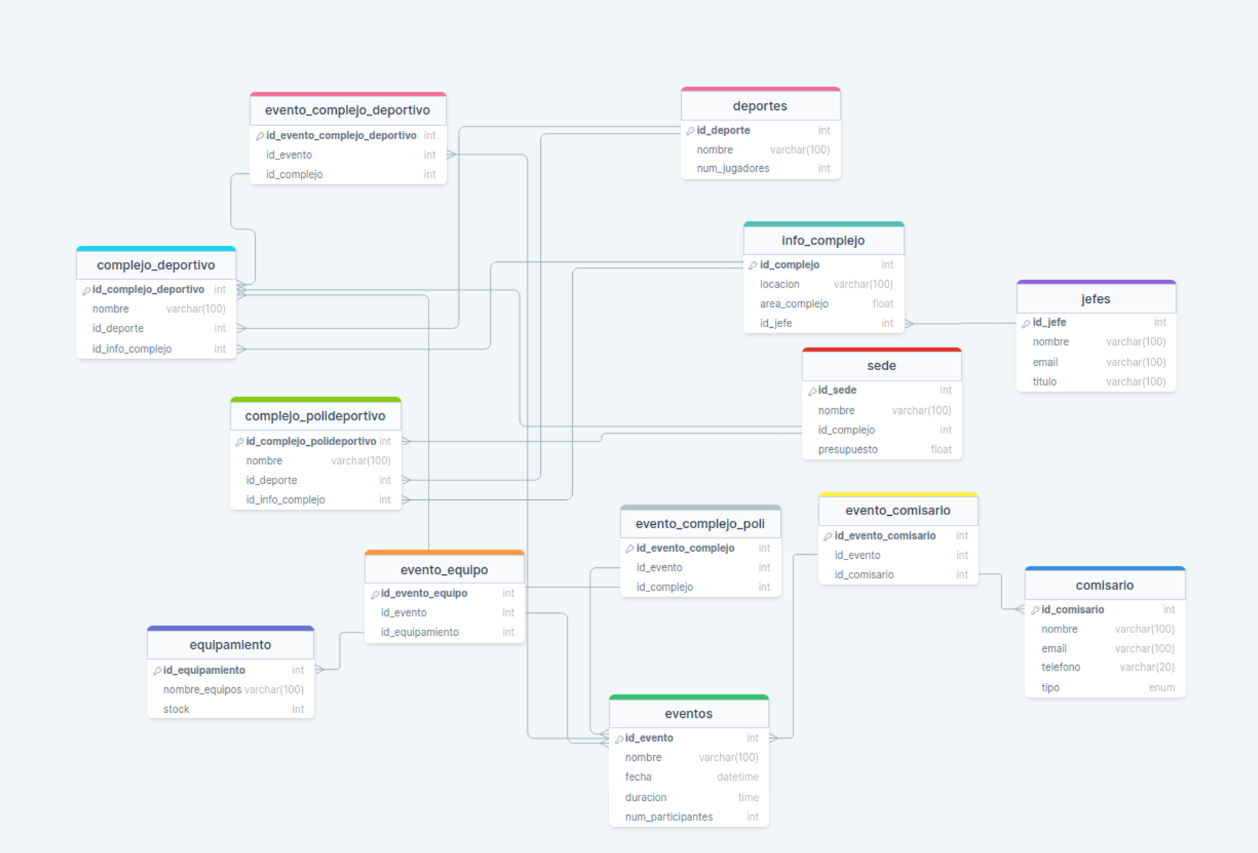 evento_complejo_deportivo
id_evento_complejo_deportivo int
id_evento int
id_complejo int
deportes
id_deporte int
nombre varchar(100)
num_jugadores int
complejo_deportivo
id_complejo_deportivo int
nombre varchar(100)
id_deporte int
id_info_complejo int
info_complejo
id_complejo int
locacion varchar(100)
area_complejo float
id_jefe int
jefes
id_jefe int
nombre varchar(100)
email varchar(100)
titulo varchar(100)
sede
id_sede int
nombre varchar(100)
id_complejo int
presupuesto float
complejo_polideportivo
id_complejo_polideportivo int
nombre varchar(100)
id_deporte int
id_info_complejo int
evento_complejo_poli
id_evento_complejo int
id_evento int
id_complejo int
evento_comisario
id_evento_comisario int
id_evento int
id_comisario int
evento_equipo
id_evento_equipo int
id_evento int
id_equipamiento int
comisario
id_comisario int
nombre varchar(100)
email varchar(100)
telefono varchar(20)
tipo enum
equipamiento
id_equipamiento int
nombre_equipos varchar(100)
stock int
eventos
id_evento int
nombre varchar(100)
fecha datetime
duracion time
num_participantes int